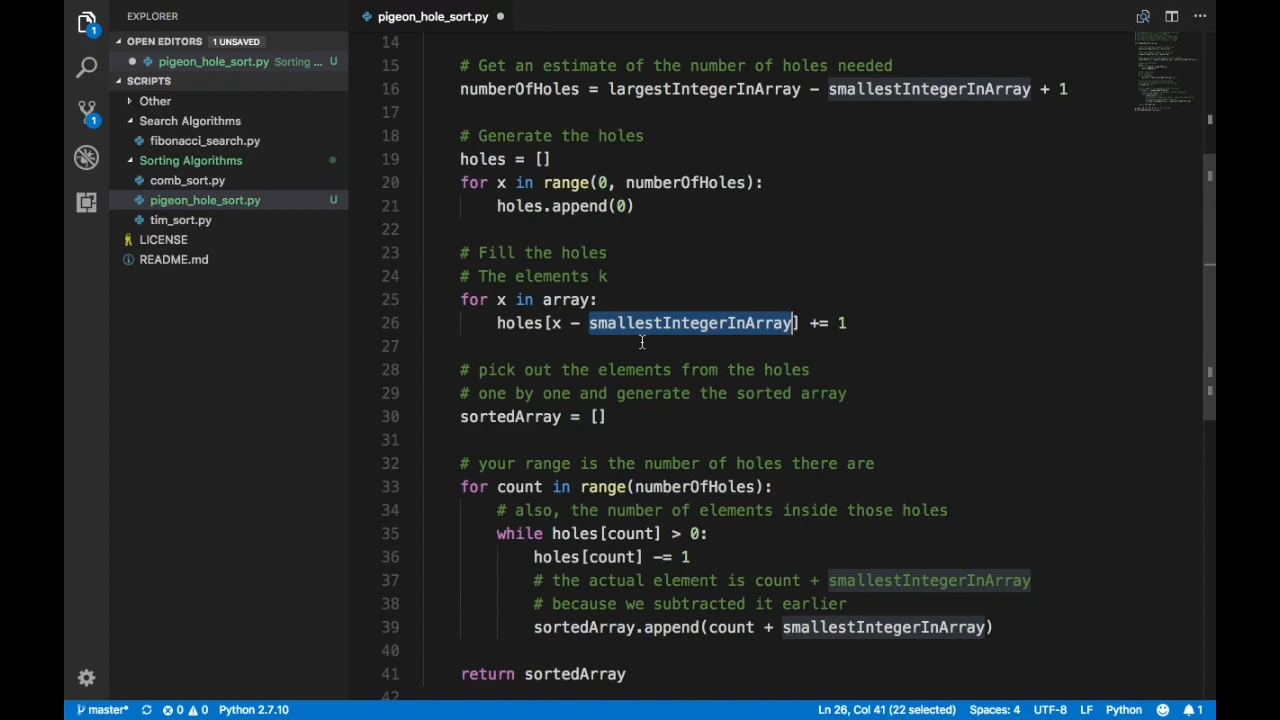 EXPLORER
OPEN EDITORS 1 UNSAVED
pigeon_hole_sort.py Sorting ... U
SCRIPTS
Other
Search Algorithms
fibonacci_search.py
Sorting Algorithms
comb_sort.py
pigeon_hole_sort.py U
tim_sort.py
LICENSE
README.md
1
1
pigeon_hole_sort.py
14
15 # Get an estimate of the number of holes needed
16 numberOfHoles = largestIntegerInArray - smallestIntegerInArray + 1
17
18 # Generate the holes
19 holes = []
20 for x in range(0, numberOfHoles):
21 holes.append(0)
22
23 # Fill the holes
24 # The elements k
25 for x in array:
26 holes[x - smallestIntegerInArray] += 1
27
28 # pick out the elements from the holes
29 # one by one and generate the sorted array
30 sortedArray = []
31
32 # your range is the number of holes there are
33 for count in range(numberOfHoles):
34 # also, the number of elements inside those holes
35 while holes[count] > 0:
36 holes[count] -= 1
37 # the actual element is count + smallestIntegerInArray
38 # because we subtracted it earlier
39 sortedArray.append(count + smallestIntegerInArray)
40
41 return sortedArray
42
master* 0 0 Python 2.7.10 Ln 26, Col 41 (22 selected) Spaces: 4 UTF-8 LF Python 1